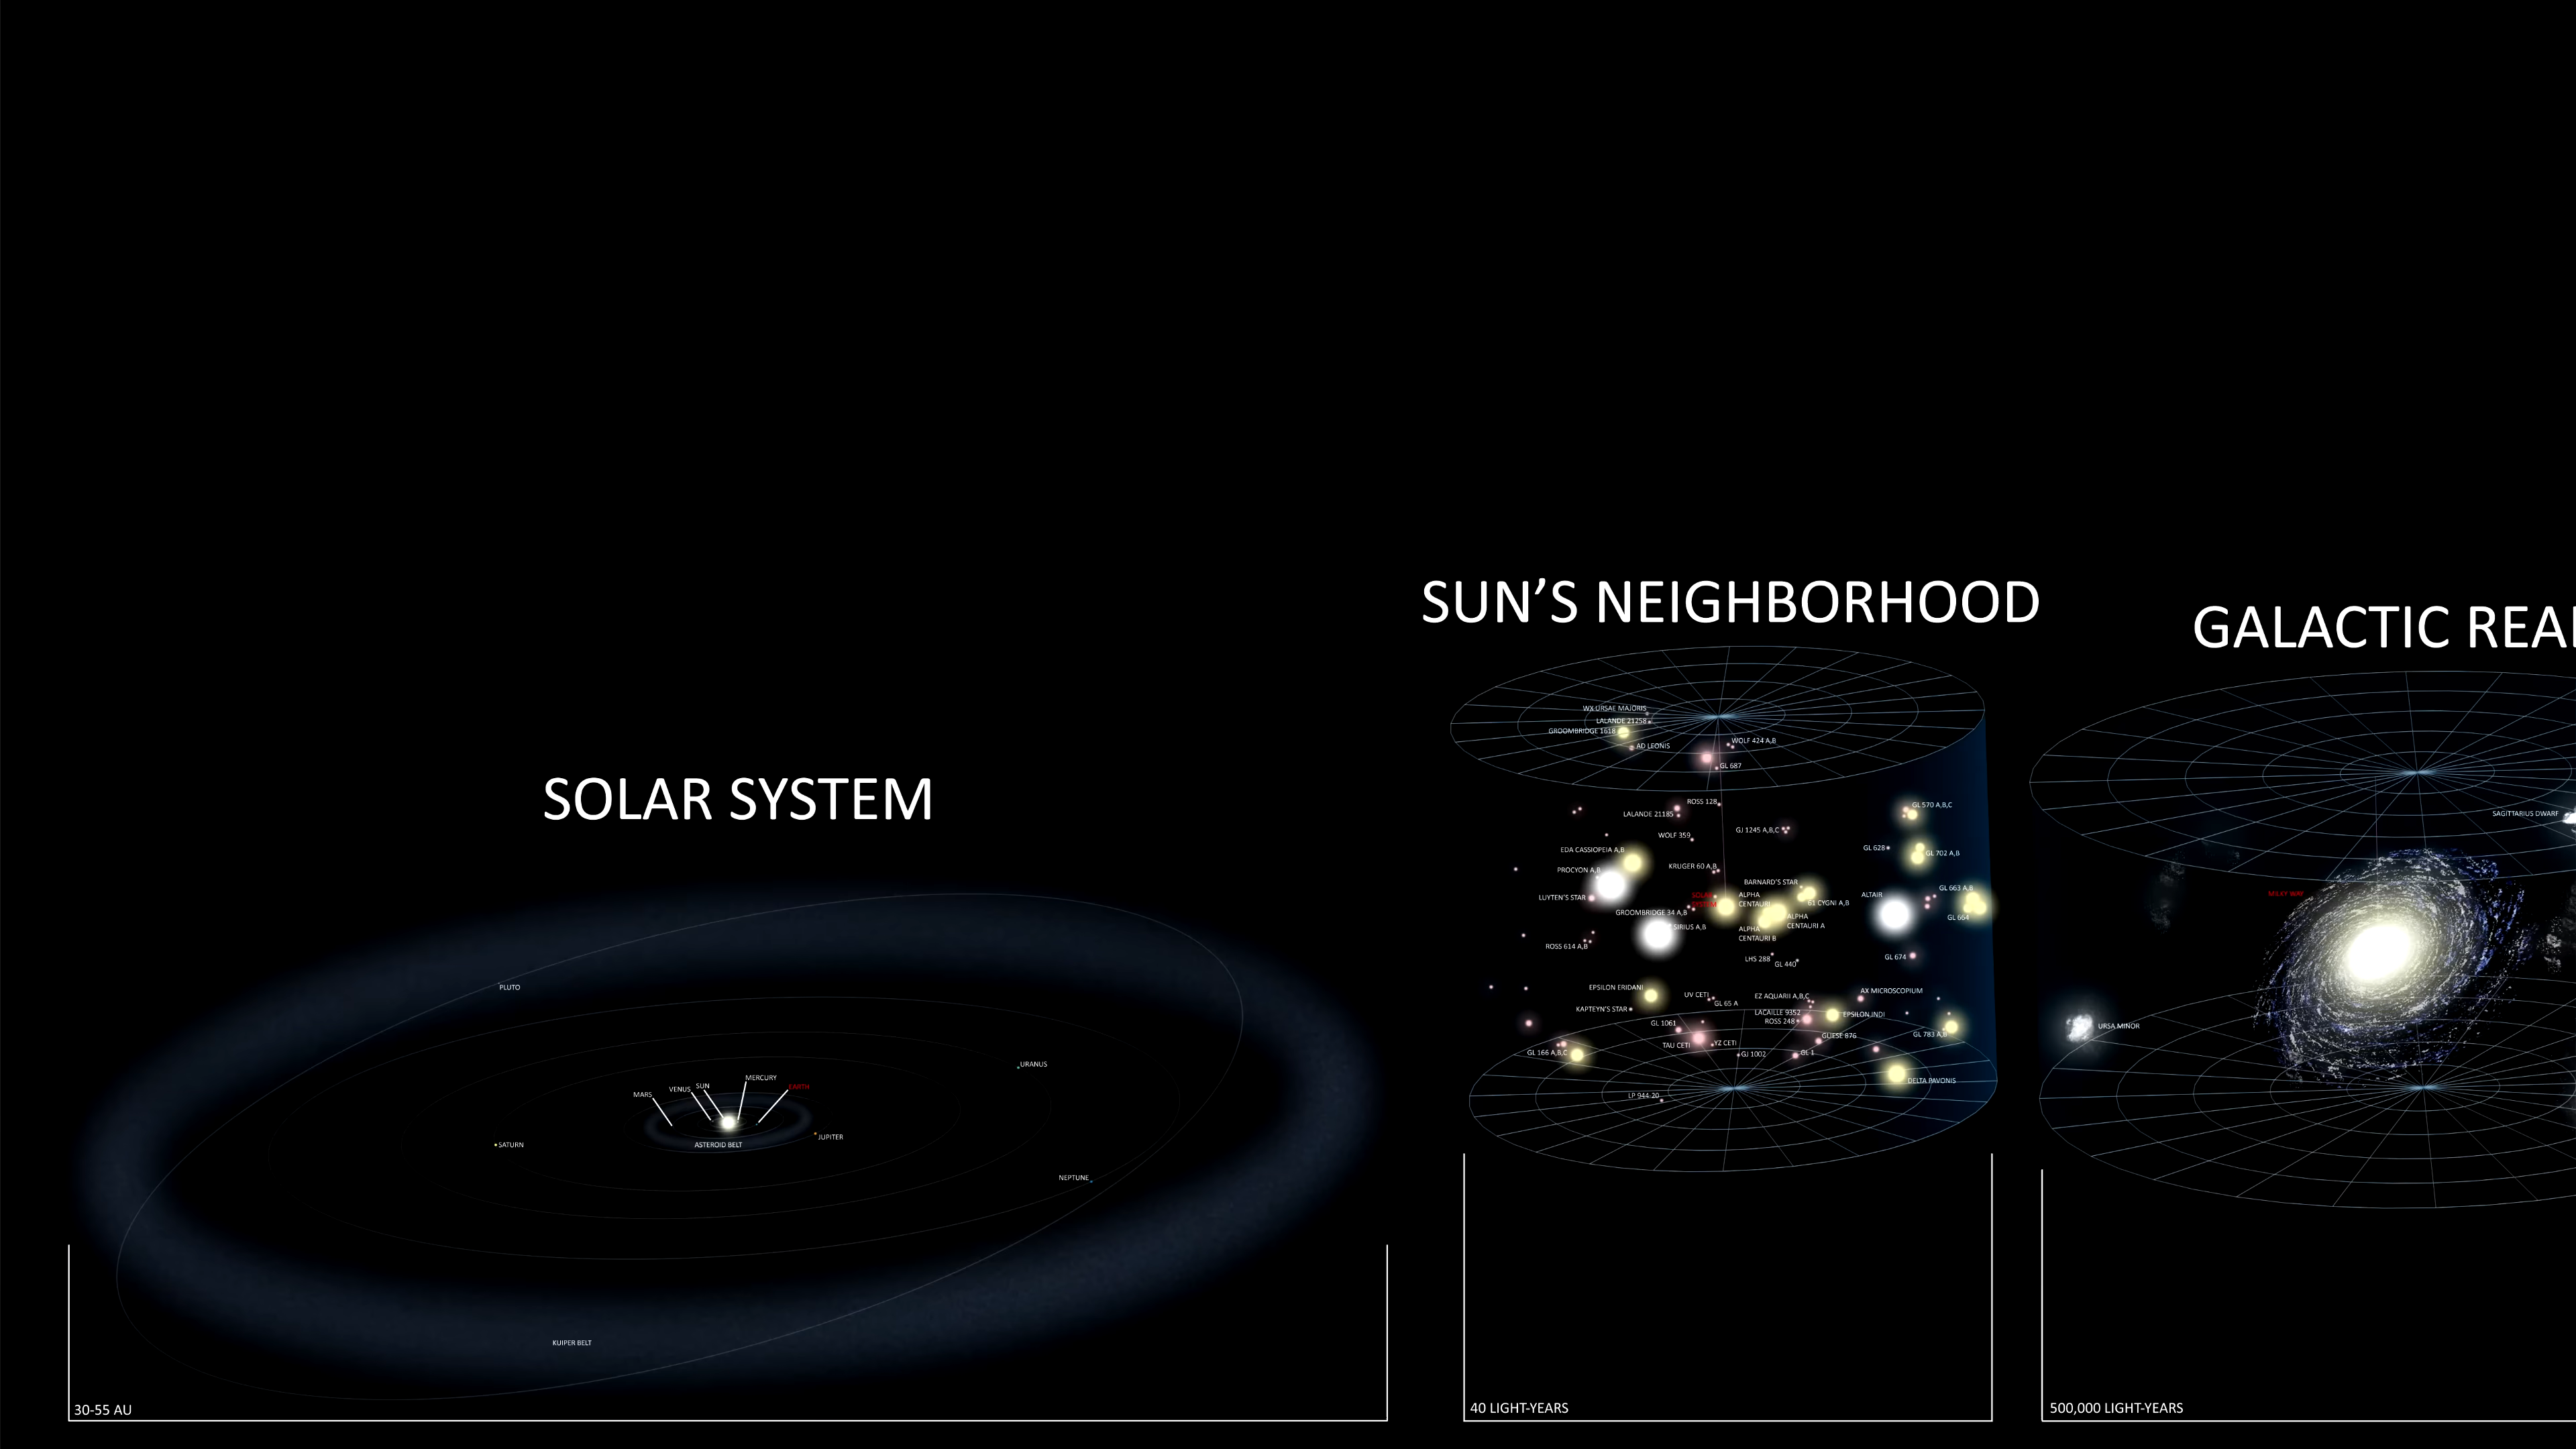 SOLAR SYSTEM
PLUTO
URANUS
MERCURY
SUN
VENUS
EARTH
MARS
JUPITER
SATURN
ASTEROID BELT
NEPTUNE
KUIPER BELT
30-55 AU
SUN'S NEIGHBORHOOD
WX URSAE MAJORIS
LALANDE 21258
GROOMBRIDGE 1618
AD LEONIS
WOLF 424 A,B
GL 687
ROSS 128
LALANDE 21185
GL 570 A,B,C
GJ 1245 A,B,C
WOLF 359
EDA CASSIOPEIA A,B
GL 628
GL 702 A,B
PROCYON A,B
KRUGER 60 A,B
BARNARD'S STAR
LUYTEN'S STAR
SOLAR
SYSTEM
ALPHA
CENTAURI
61 CYGNI A,B
ALTAIR
GL 663 A,B
GL 664
GROOMBRIDGE 34 A,B
SIRIUS A,B
ALPHA
CENTAURI A
ALPHA
CENTAURI B
ROSS 614 A,B
LHS 288
GL 440
GL 674
EPSILON ERIDANI
UV CETI
GL 65 A
EZ AQUARII A,B,C
AX MICROSCOPIUM
KAPTEYN'S STAR
LACAILLE 9352
ROSS 248
EPSILON INDI
GL 1061
GLIESE 876
GL 783 A,B
TAU CETI
YZ CETI
GL 166 A,B,C
GJ 1002
GL 1
DELTA PAVONIS
LP 944-20
40 LIGHT-YEARS
GALACTIC REA
SAGITTARIUS DWARF
MILKY WAY
URSA MINOR
500,000 LIGHT-YEARS